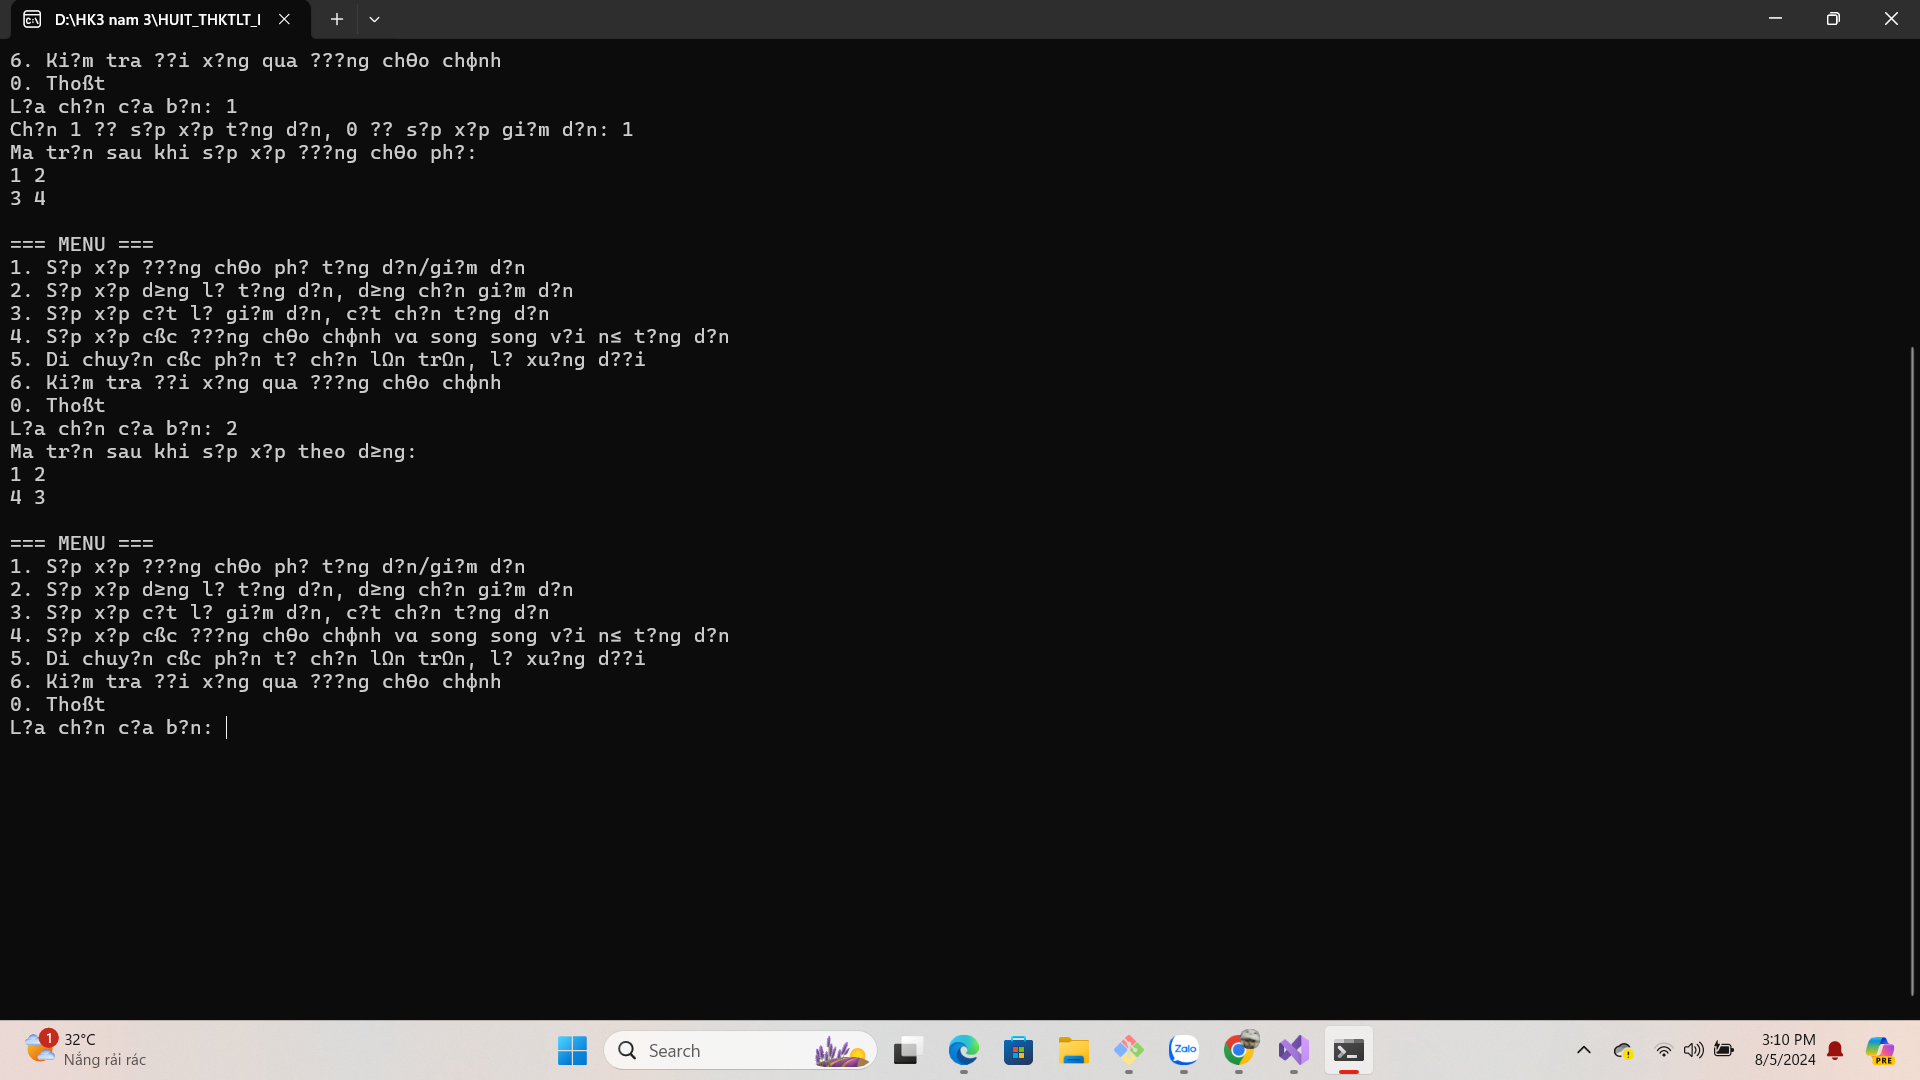 D:\HK3 nam 3\HUIT_THKTLT_I
6. Ki?m tra ??i x?ng qua ???ng chΘo chφnh
0. Thoßt
L?a ch?n c?a b?n: 1
Ch?n 1 ?? s?p x?p t?ng d?n, 0 ?? s?p x?p gi?m d?n: 1
Ma tr?n sau khi s?p x?p ???ng chΘo ph?:
1 2
3 4
=== MENU ===
1. S?p x?p ???ng chΘo ph? t?ng d?n/gi?m d?n
2. S?p x?p d≥ng l? t?ng d?n, d≥ng ch?n gi?m d?n
3. S?p x?p c?t l? gi?m d?n, c?t ch?n t?ng d?n
4. S?p x?p cßc ???ng chΘo chφnh vα song song v?i n≤ t?ng d?n
5. Di chuy?n cßc ph?n t? ch?n lΩn trΩn, l? xu?ng d??i
6. Ki?m tra ??i x?ng qua ???ng chΘo chφnh
0. Thoßt
L?a ch?n c?a b?n: 2
Ma tr?n sau khi s?p x?p theo d≥ng:
1 2
4 3
=== MENU ===
1. S?p x?p ???ng chΘo ph? t?ng d?n/gi?m d?n
2. S?p x?p d≥ng l? t?ng d?n, d≥ng ch?n gi?m d?n
3. S?p x?p c?t l? gi?m d?n, c?t ch?n t?ng d?n
4. S?p x?p cßc ???ng chΘo chφnh vα song song v?i n≤ t?ng d?n
5. Di chuy?n cßc ph?n t? ch?n lΩn trΩn, l? xu?ng d??i
6. Ki?m tra ??i x?ng qua ???ng chΘo chφnh
0. Thoßt
L?a ch?n c?a b?n:
1
32°C
Nắng rải rác
Search
Zalo
3:10 PM
8/5/2024
PRE